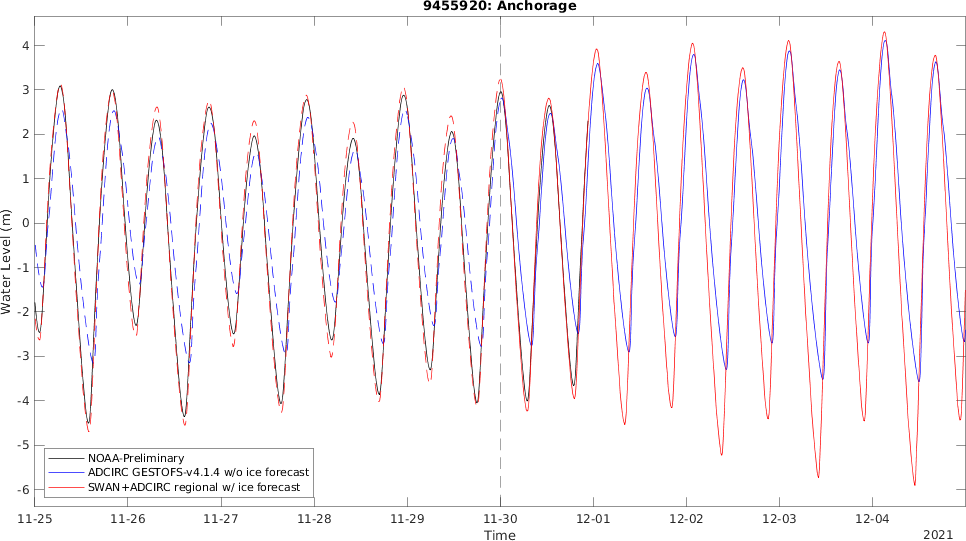 9455920: Anchorage
Water Level (m)
4
3
2
1
0
-1
-2
-3
-4
-5
-6
NOAA-Preliminary
ADCIRC GESTOFS-v4.1.4 w/o ice forecast
SWAN+ADCIRC regional w/ ice forecast
11-25 11-26 11-27 11-28 11-29 11-30 12-01 12-02 12-03 12-04
Time
2021